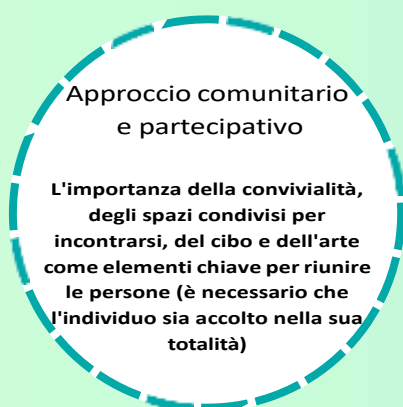 Approccio comunitario
e partecipativo
L'importanza della convivialità,
degli spazi condivisi per
incontrarsi, del cibo e dell'arte
come elementi chiave per riunire
le persone (è necessario che
l'individuo sia accolto nella sua
totalità)